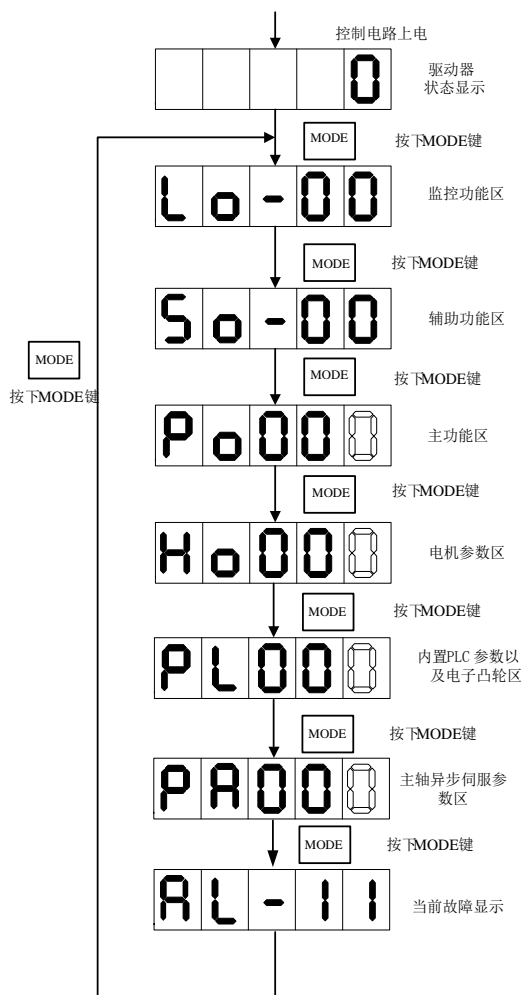 控制电路上电
0
驱动器
状态显示
MODE
按下MODE键
Lo-00
监控功能区
MODE
按下MODE键
So-00
辅助功能区
MODE
按下MODE键
MODE
按下MODE键
Po000
主功能区
MODE
按下MODE键
Ho000
电机参数区
MODE
按下MODE键
PL000
内置PLC 参数以
及电子凸轮区
MODE
按下MODE键
PA000
主轴异步伺服参
数区
MODE
按下MODE键
AL-11
当前故障显示